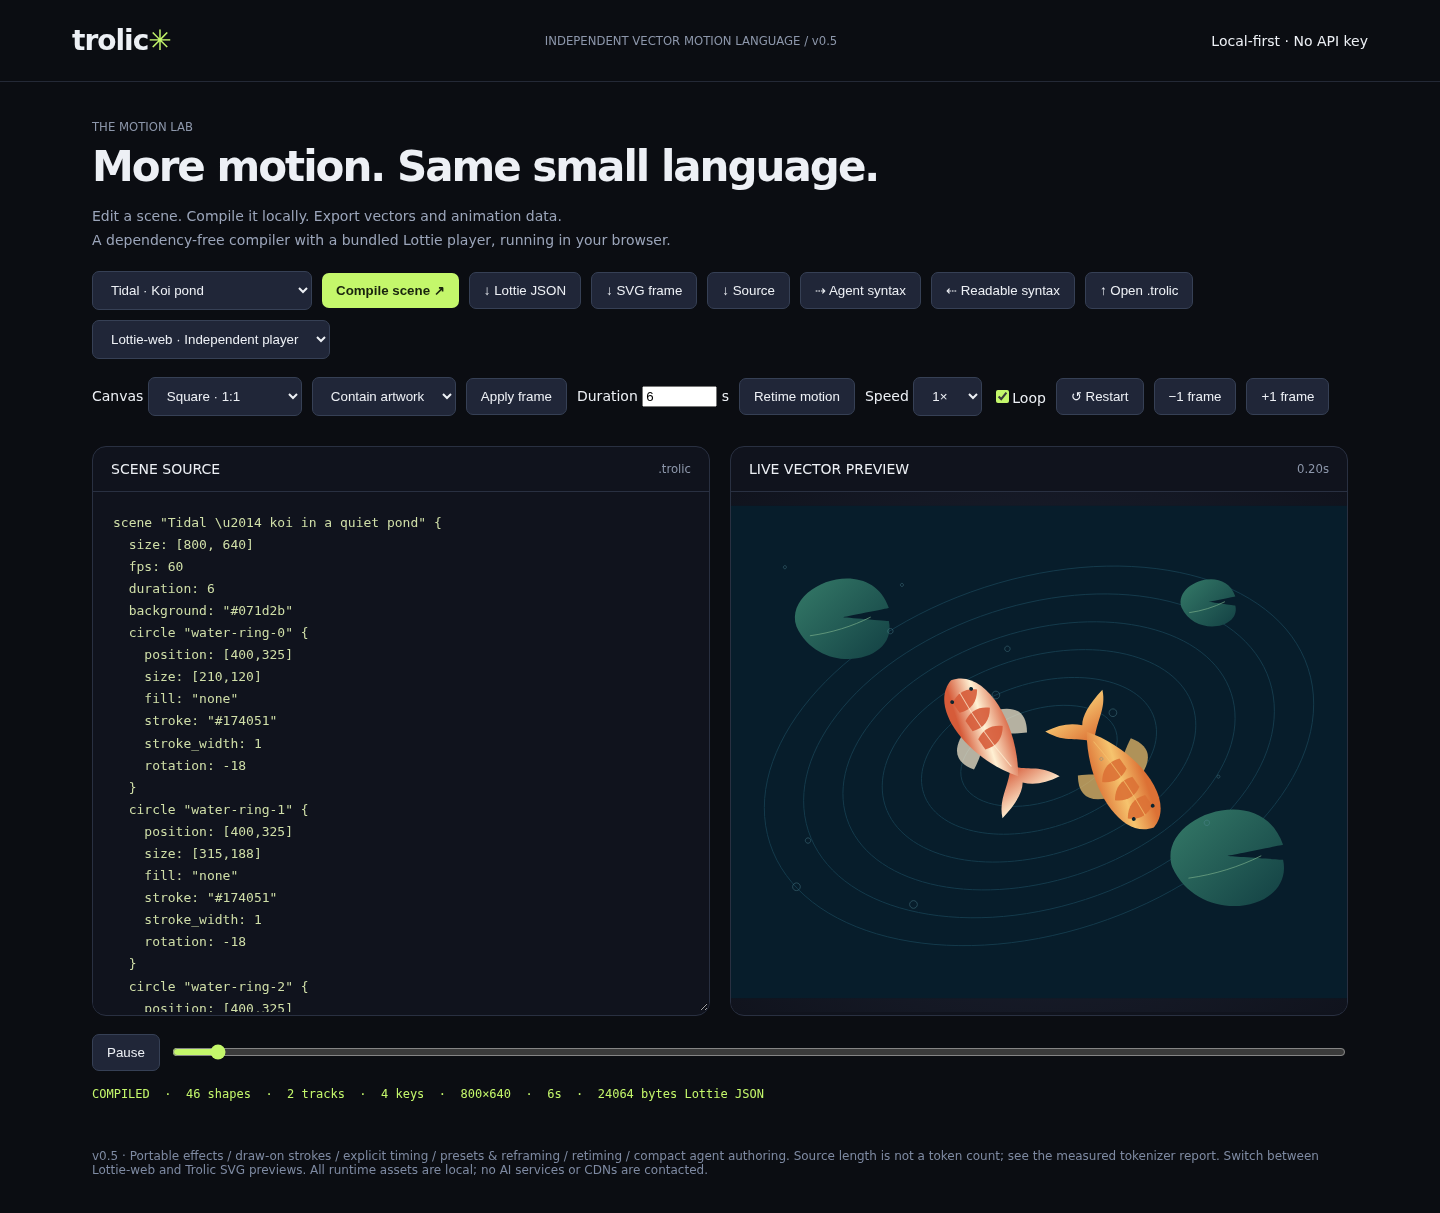 trolic✳
INDEPENDENT VECTOR MOTION LANGUAGE / v0.5
Local-first · No API key
THE MOTION LAB
More motion. Same small language.
Edit a scene. Compile it locally. Export vectors and animation data.
A dependency-free compiler with a bundled Lottie player, running in your browser.
Tidal · Koi pond
Compile scene ↗
↓ Lottie JSON
↓ SVG frame
↓ Source
⇢ Agent syntax
⇠ Readable syntax
↑ Open .trolic
Lottie-web · Independent player
Canvas Square · 1:1
Contain artwork
Apply frame
Duration 6 s
Retime motion
Speed 1×
Loop
↺ Restart
−1 frame
+1 frame
SCENE SOURCE
.trolic
scene "Tidal \u2014 koi in a quiet pond" {
  size: [800, 640]
  fps: 60
  duration: 6
  background: "#071d2b"
  circle "water-ring-0" {
    position: [400,325]
    size: [210,120]
    fill: "none"
    stroke: "#174051"
    stroke_width: 1
    rotation: -18
  }
  circle "water-ring-1" {
    position: [400,325]
    size: [315,188]
    fill: "none"
    stroke: "#174051"
    stroke_width: 1
    rotation: -18
  }
  circle "water-ring-2" {
    position: [400,325]
LIVE VECTOR PREVIEW
0.20s
Pause
COMPILED · 46 shapes · 2 tracks · 4 keys · 800×640 · 6s · 24064 bytes Lottie JSON
v0.5 · Portable effects / draw-on strokes / explicit timing / presets & reframing / retiming / compact agent authoring. Source length is not a token count; see the measured tokenizer report. Switch between
Lottie-web and Trolic SVG previews. All runtime assets are local; no AI services or CDNs are contacted.